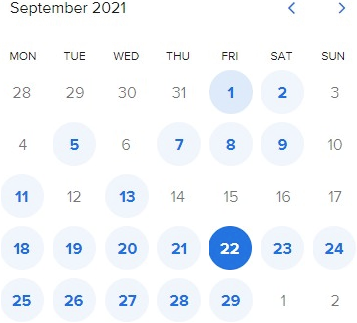 September 2021
MON TUE WED THU FRI SAT SUN
28 29 30 31 1 2 3
4 5 6 7 8 9 10
11 12 13 14 15 16 17
18 19 20 21 22 23 24
25 26 27 28 29 1 2